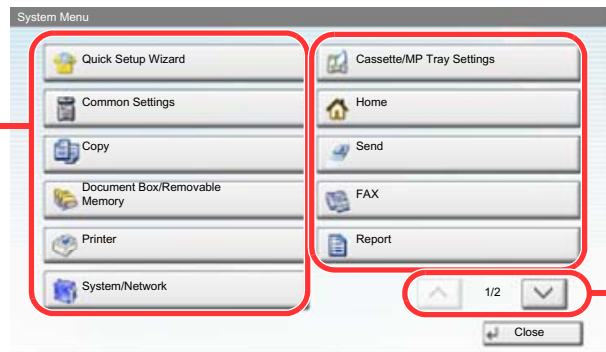 System Menu
Quick Setup Wizard
Cassette/MP Tray Settings
Common Settings
Home
Copy
Send
Document Box/Removable
Memory
FAX
Printer
Report
System/Network
1/2
Close